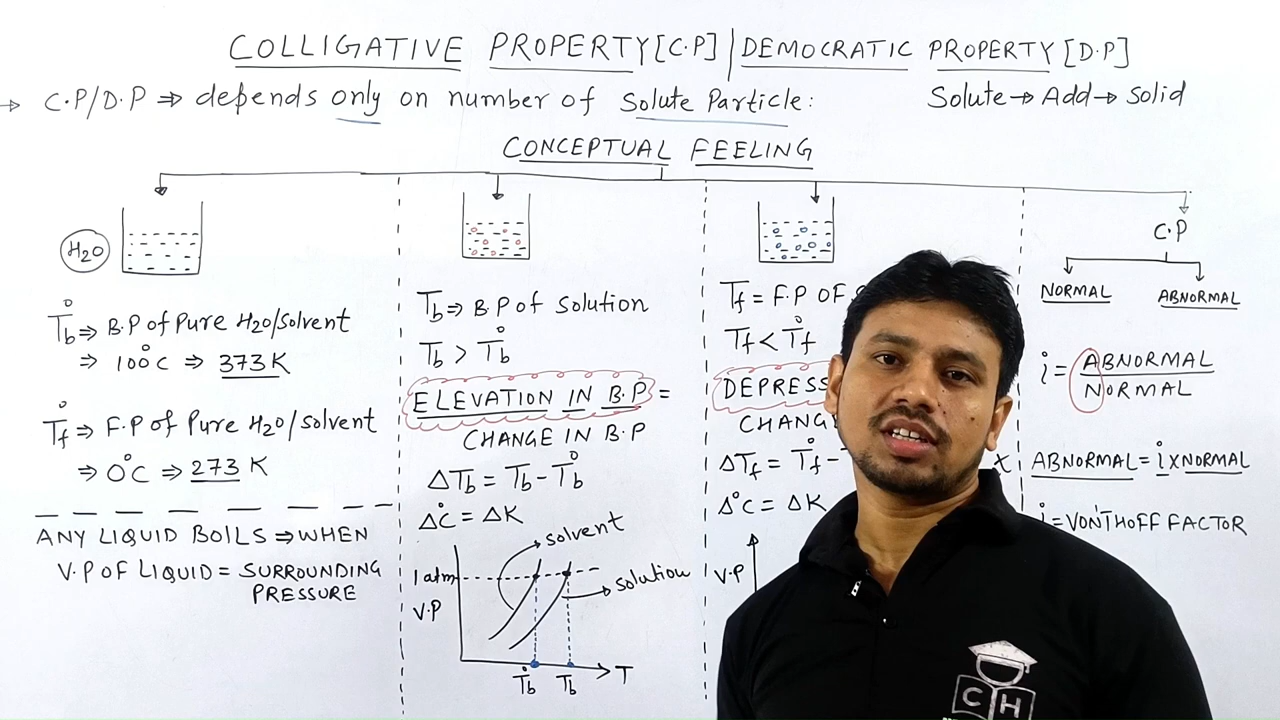 COLLIGATIVE PROPERTY[C.P] | DEMOCRATIC PROPERTY[D.P]
→ C.P/D.P ⇒ depends only on number of Solute Particle:
Solute → Add → Solid
CONCEPTUAL FEELING
H2O
T°b ⇒ B.P of Pure H2O/Solvent
⇒ 100°C ⇒ 373K
T°f ⇒ F.P of Pure H2O/solvent
⇒ 0°C ⇒ 273 K
ANY LIQUID BOILS ⇒ WHEN
V.P OF LIQUID = SURROUNDING
PRESSURE
Tb ⇒ B.P of Solution
Tb > T°b
ELEVATION IN B.P =
CHANGE IN B.P
ΔTb = Tb - T°b
Δ°C = ΔK
solvent
1 atm
V.P
solution
T°b Tb T
Tf = F.P OF
Tf < T°f
DEPRESS
CHANG
ΔTf = T°f -
Δ°C = ΔK
V.P
C.P
NORMAL
ABNORMAL
i = ABNORMAL
NORMAL
ABNORMAL = i x NORMAL
i = VON'THOFF FACTOR
C H